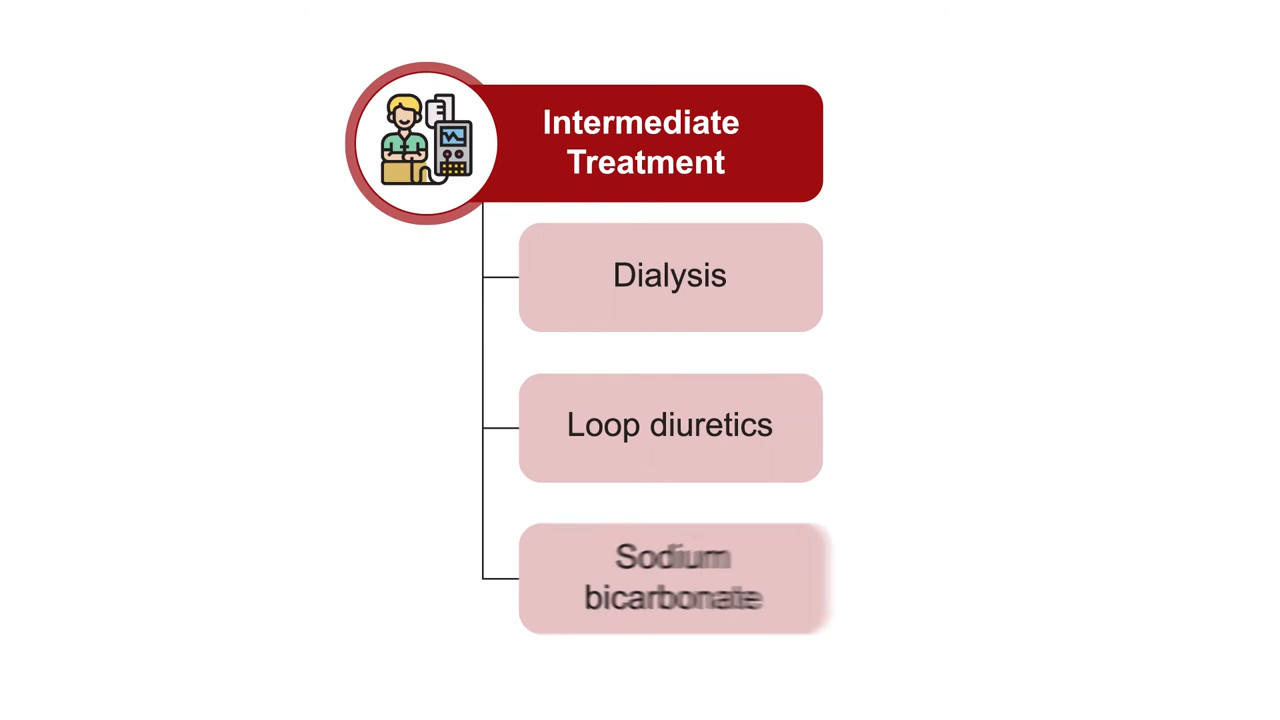 Intermediate
Treatment
Dialysis
Loop diuretics
Sodium
bicarbonate